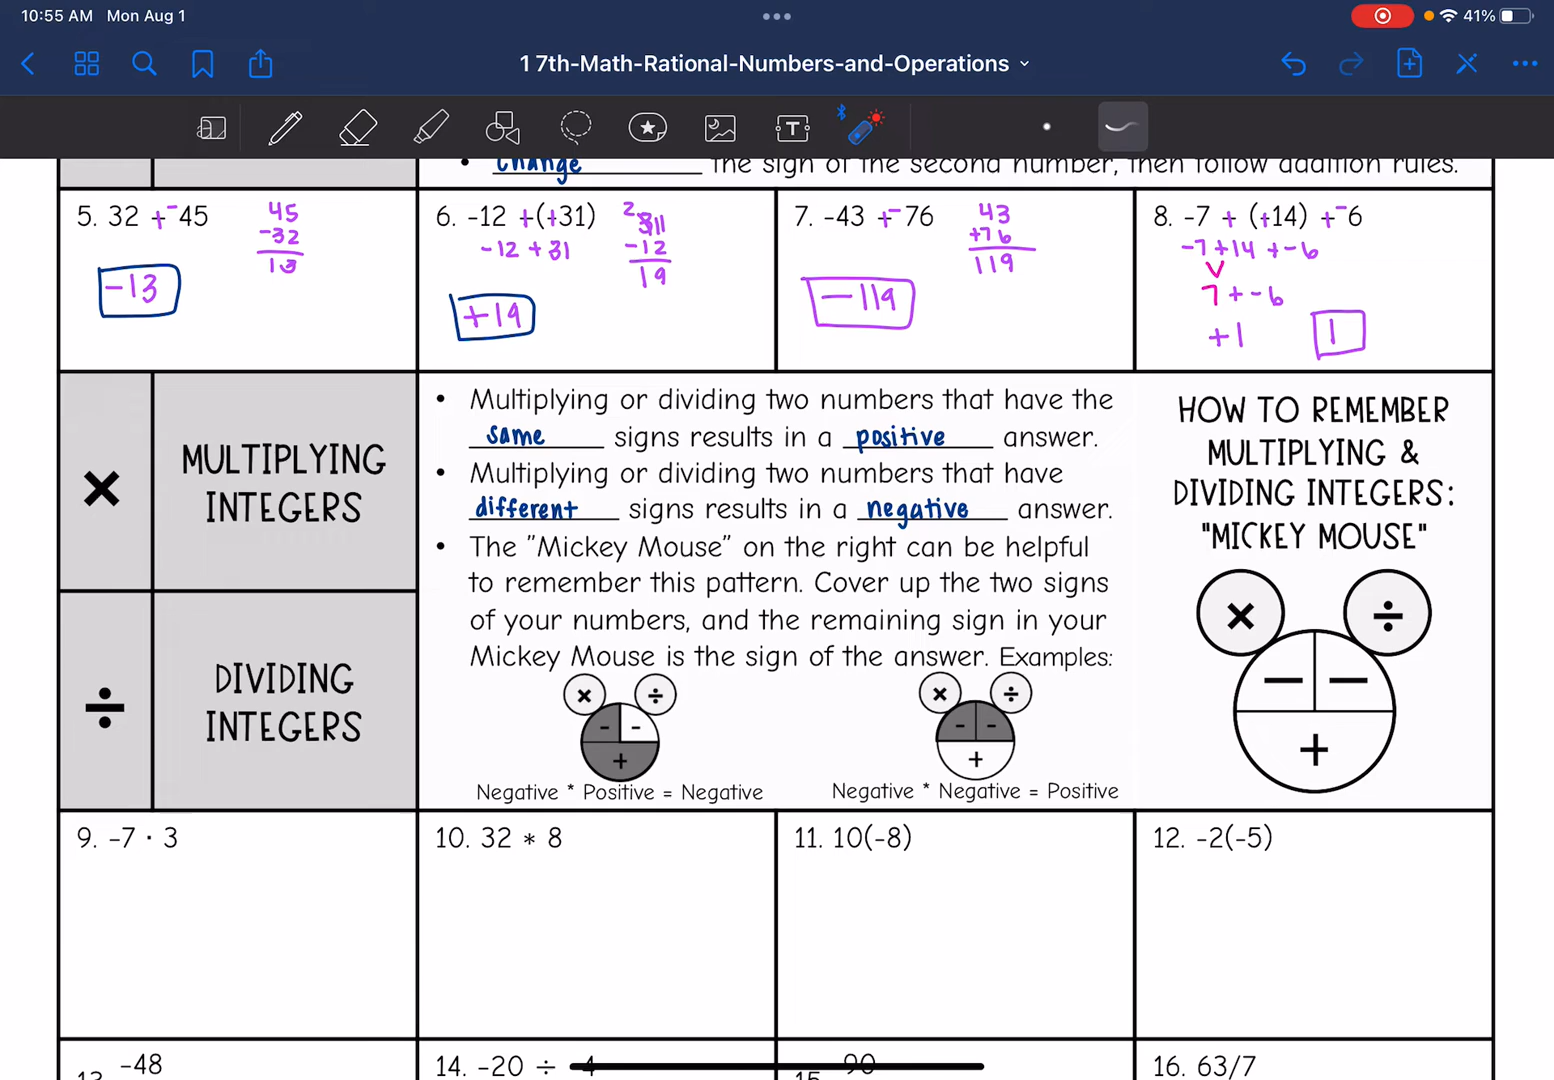 10:55 AM Mon Aug 1
41%
1 7th-Math-Rational-Numbers-and-Operations
T
• change the sign of the second number, then follow addition rules.
5. 32 + -45
45
-32
13
-13
6. -12 +(+31)
-12 + 31
2 11
-12
19
+19
7. -43 + -76
43
+76
119
-119
8. -7 + (+14) + -6
-7+14 +-6
7 + -6
+1
1
×
MULTIPLYING
INTEGERS
÷
DIVIDING
INTEGERS
• Multiplying or dividing two numbers that have the
same signs results in a positive answer.
• Multiplying or dividing two numbers that have
different signs results in a negative answer.
• The "Mickey Mouse" on the right can be helpful
to remember this pattern. Cover up the two signs
of your numbers, and the remaining sign in your
Mickey Mouse is the sign of the answer. Examples:
× ÷
- -
+
Negative * Positive = Negative
× ÷
- -
+
Negative * Negative = Positive
HOW TO REMEMBER
MULTIPLYING &
DIVIDING INTEGERS:
"MICKEY MOUSE"
× ÷
— —
+
9. -7 · 3
10. 32 * 8
11. 10(-8)
12. -2(-5)
-48
14. -20 ÷
16. 63/7